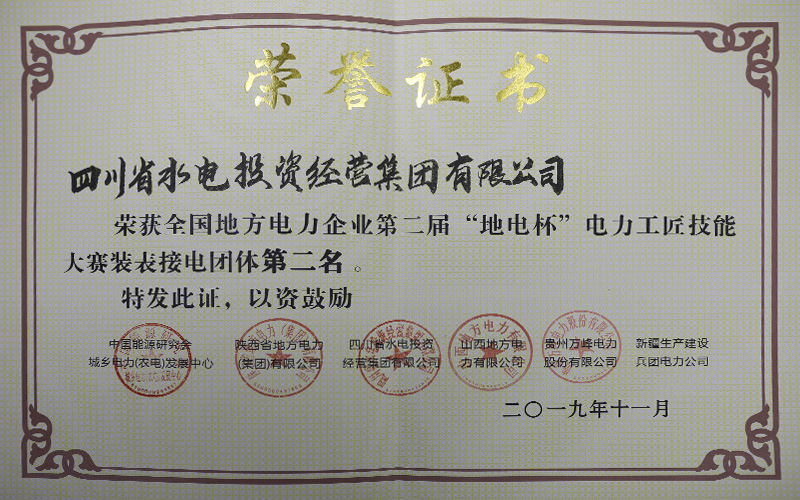 荣誉证书
四川省水电投资经营集团有限公司
荣获全国地方电力企业第二届“地电杯”电力工匠技能
大赛装表接电团体第二名。
特发此证，以资鼓励
中国能源研究会 陕西省地方电力 四川省水电投资 山西地方电 贵州万峰电力 新疆生产建设
城乡电力(农电)发展中心 (集团)有限公司 经营集团有限公司 力有限公司 股份有限公司 兵团电力公司
二〇一九年十一月